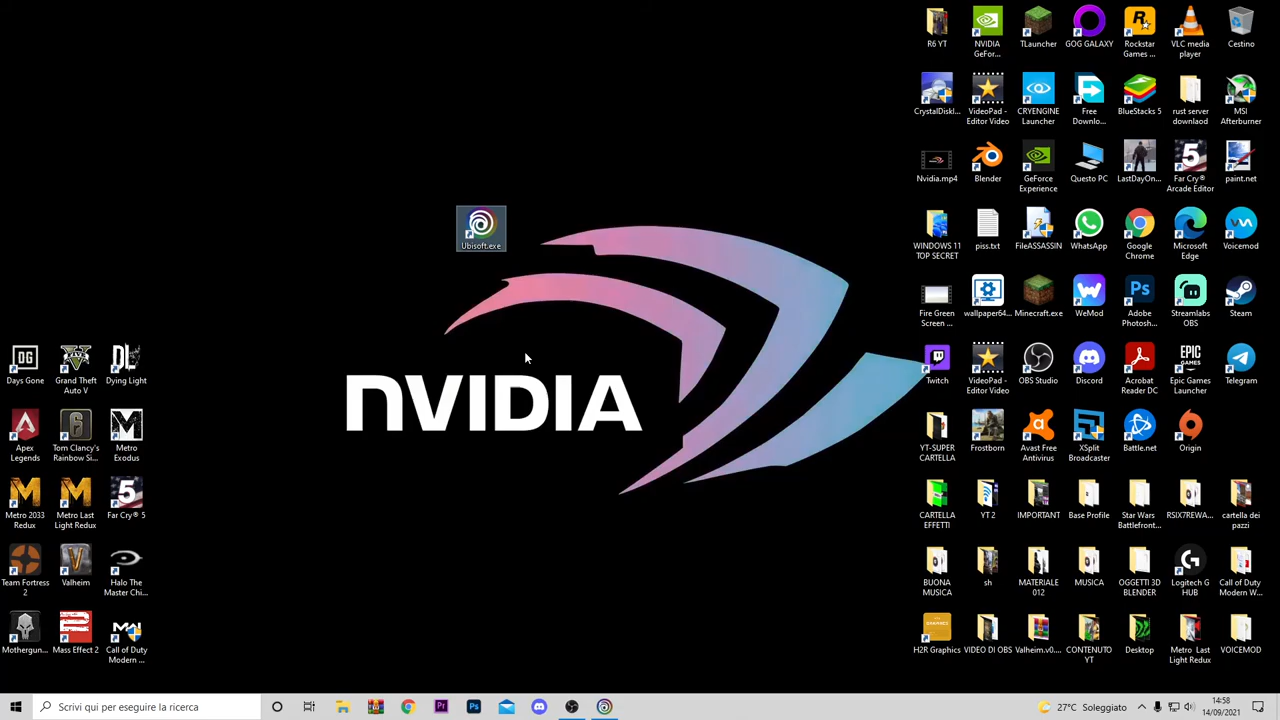 R6 YT
NVIDIA GeFor...
TLauncher
GOG GALAXY
Rockstar Games ...
VLC media player
Cestino
CrystalDiskI...
VideoPad - Editor Video
CRYENGINE Launcher
Free Downlo...
BlueStacks 5
rust server downlaod
MSI Afterburner
Nvidia.mp4
Blender
GeForce Experience
Questo PC
LastDayOn...
Far Cry® Arcade Editor
paint.net
Ubisoft.exe
WINDOWS 11 TOP SECRET
piss.txt
FileASSASSIN
WhatsApp
Google Chrome
Microsoft Edge
Voicemod
Fire Green Screen ...
wallpaper64...
Minecraft.exe
WeMod
Adobe Photosh...
Streamlabs OBS
Steam
Days Gone
Grand Theft Auto V
Dying Light
NVIDIA
Twitch
VideoPad - Editor Video
OBS Studio
Discord
Acrobat Reader DC
Epic Games Launcher
Telegram
Apex Legends
Tom Clancy's Rainbow Si...
Metro Exodus
YT-SUPER CARTELLA
Frostborn
Avast Free Antivirus
XSplit Broadcaster
Battle.net
Origin
Metro 2033 Redux
Metro Last Light Redux
Far Cry® 5
CARTELLA EFFETTI
YT 2
IMPORTANT
Base Profile
Star Wars Battlefront...
RSIX7REWA...
cartella dei pazzi
Team Fortress 2
Valheim
Halo The Master Chi...
BUONA MUSICA
sh
MATERIALE 012
MUSICA
OGGETTI 3D BLENDER
Logitech G HUB
Call of Duty Modern W...
Mothergun...
Mass Effect 2
Call of Duty Modern ...
H2R Graphics
VIDEO DI OBS
Valheim.v0....
CONTENUTO YT
Desktop
Metro Last Light Redux
VOICEMOD
Scrivi qui per eseguire la ricerca
27°C Soleggiato
14:58
14/09/2021